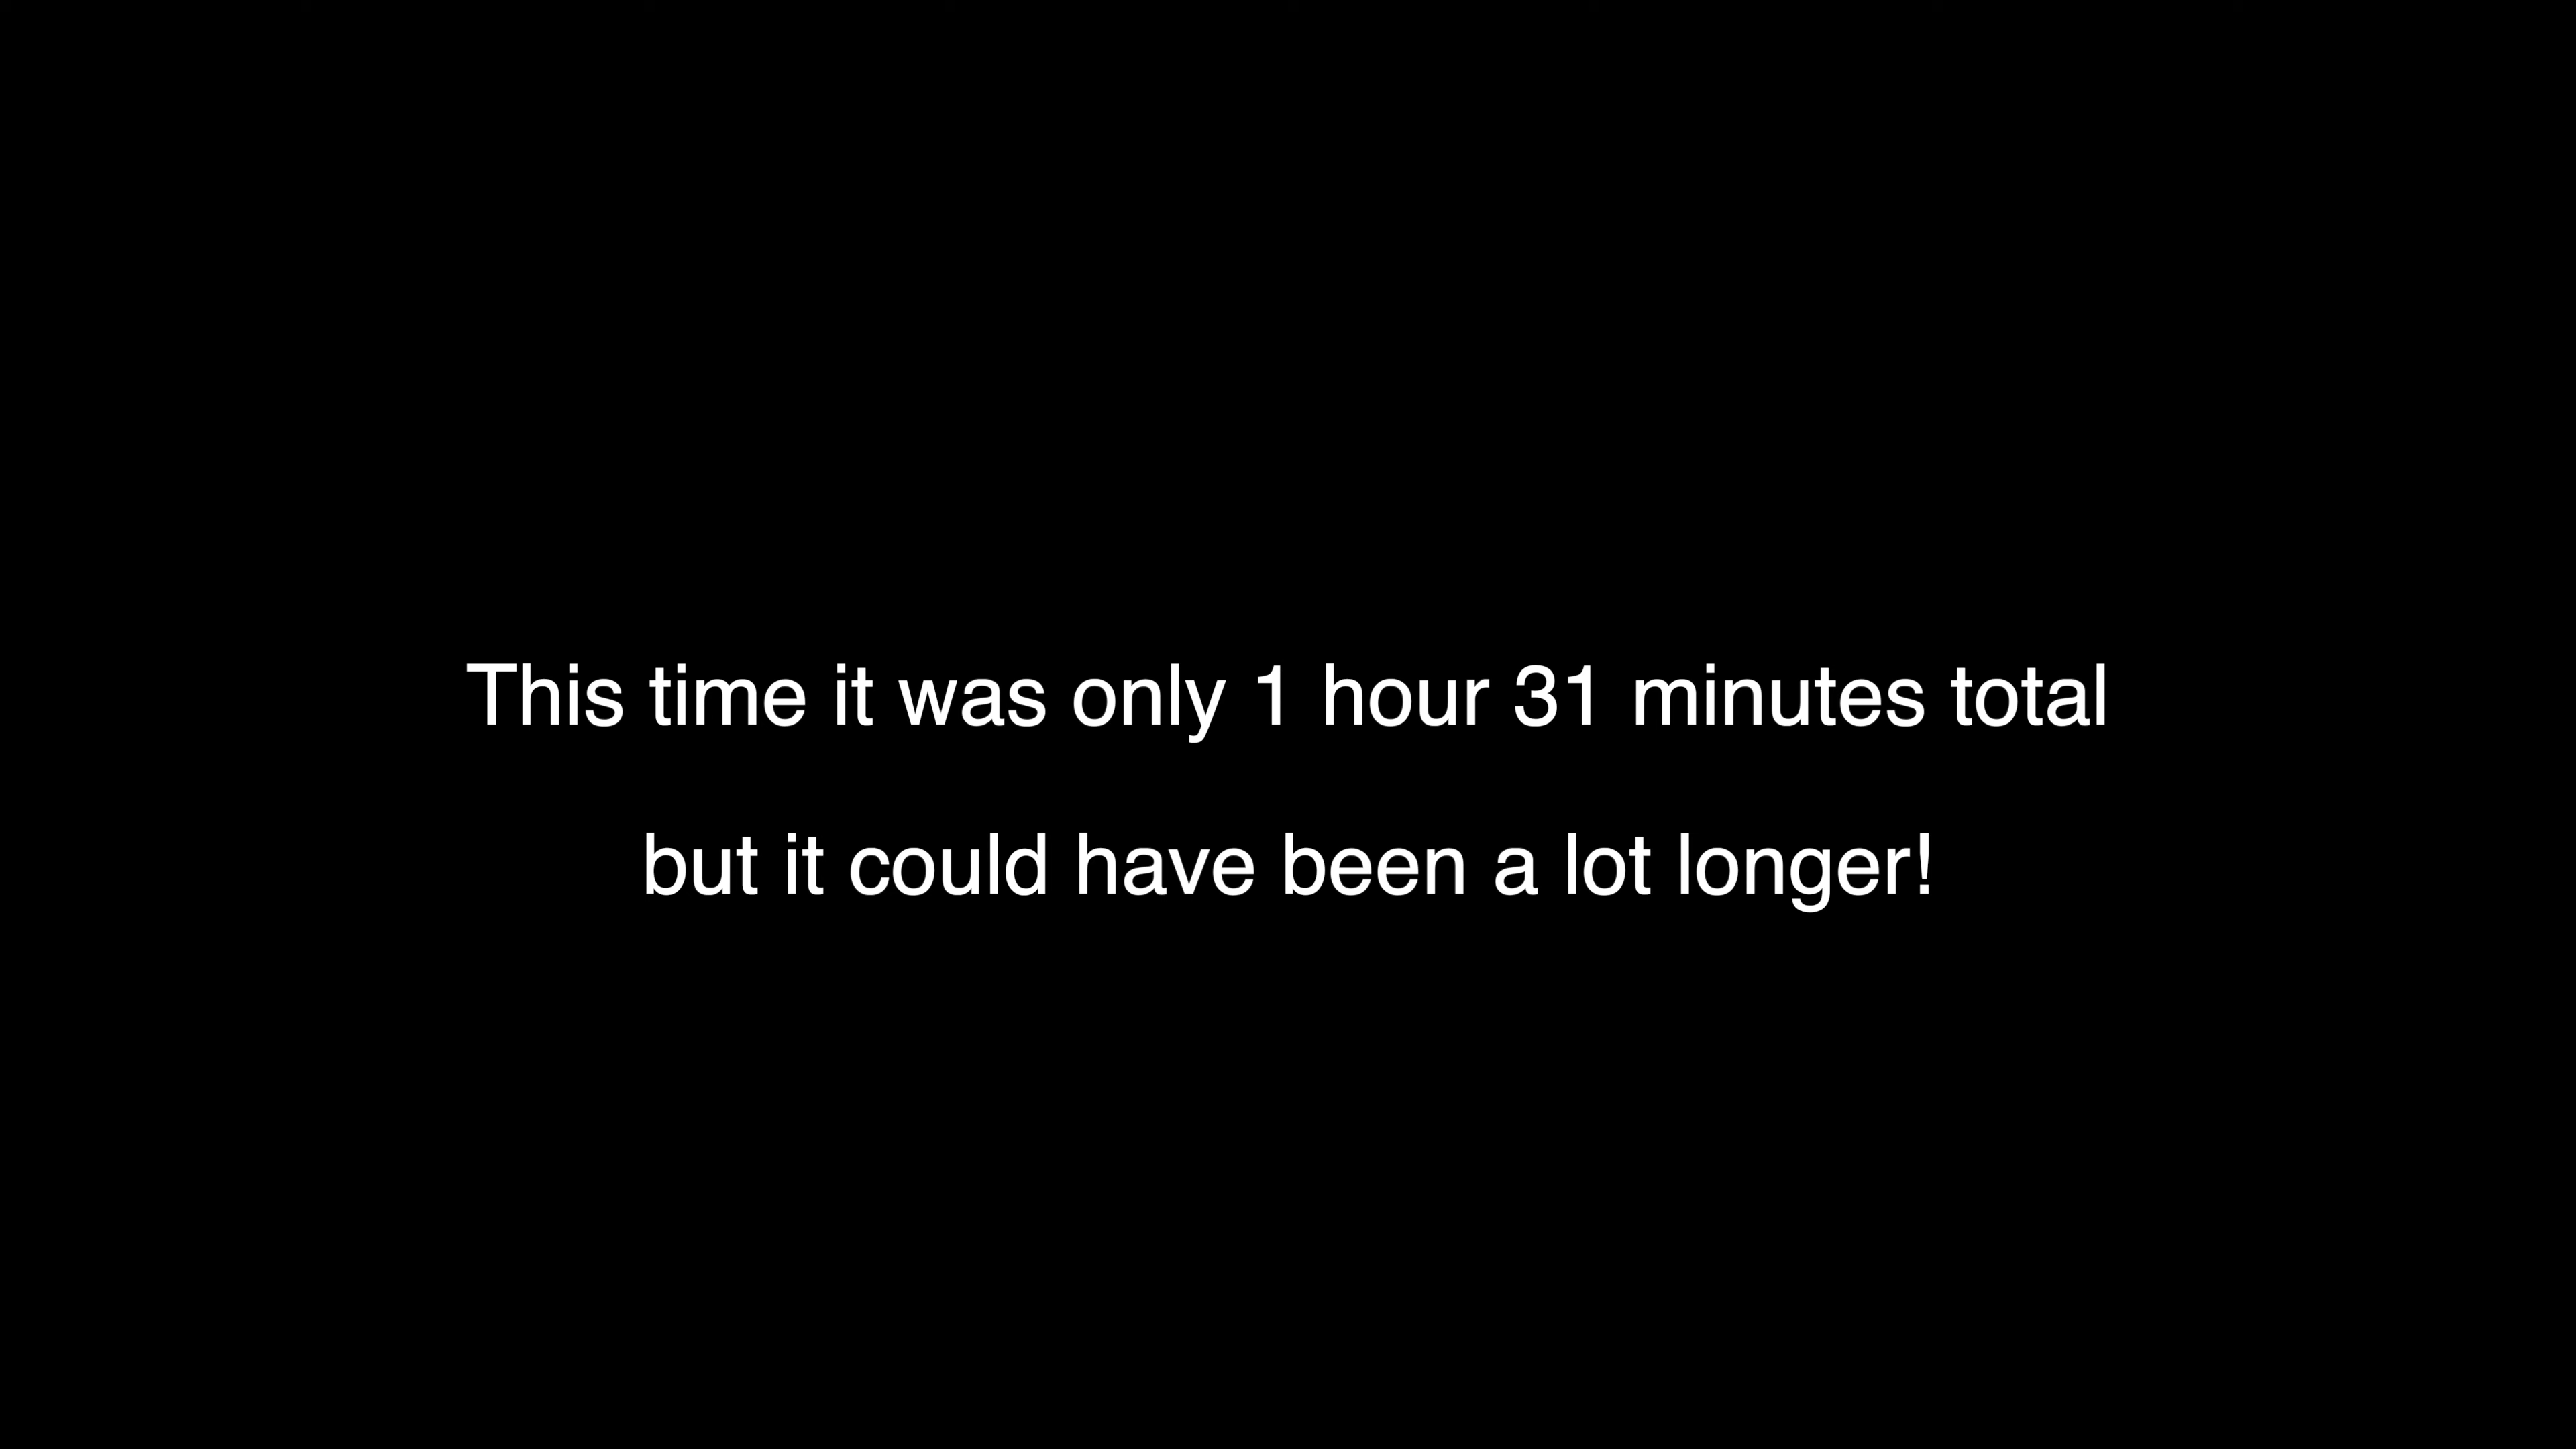 This time it was only 1 hour 31 minutes total
but it could have been a lot longer!